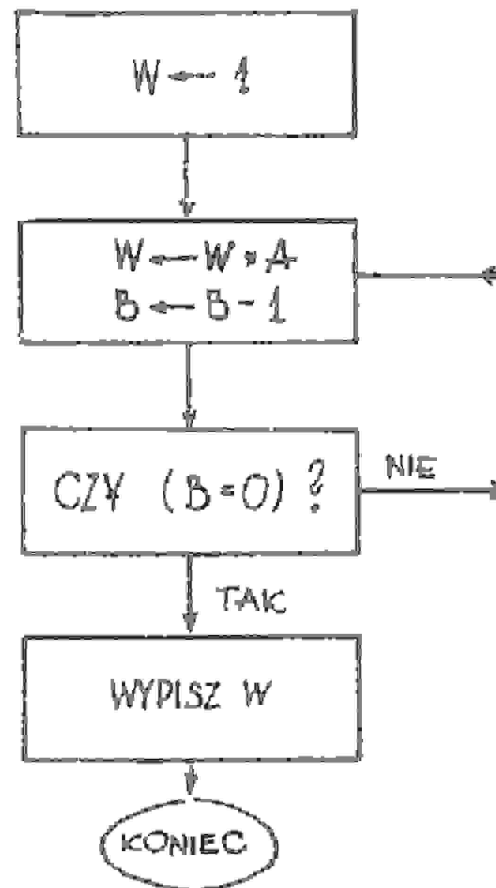 W ← 1
W ← W * A
B ← B - 1
CZY (B=0) ?
NIE
TAK
WYPISZ W
KONIEC